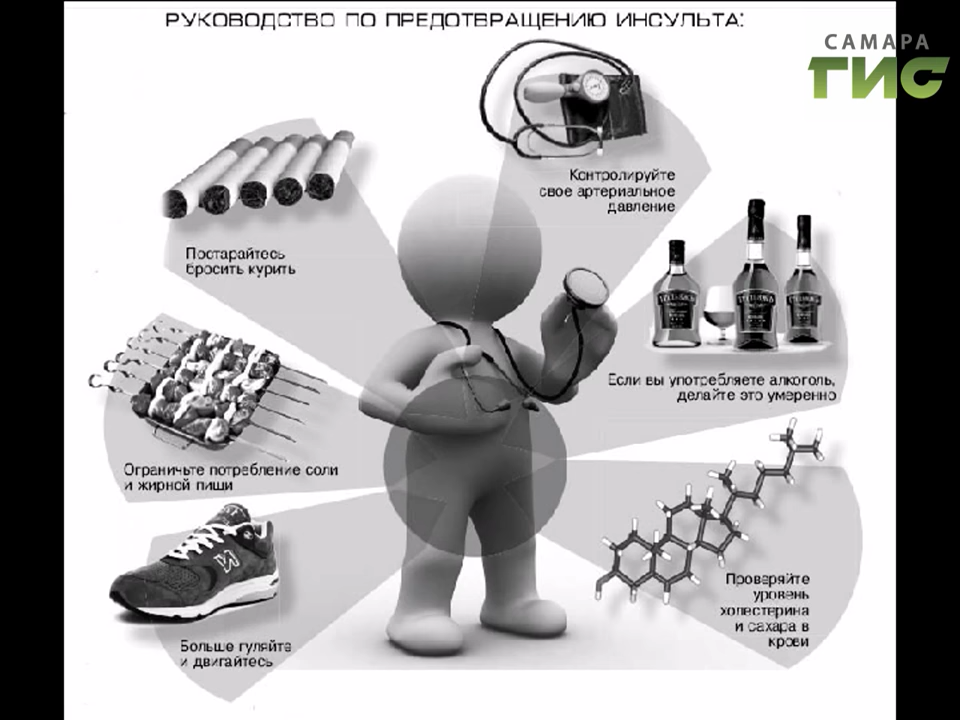 РУКОВОДСТВО ПО ПРЕДОТВРАЩЕНИЮ ИНСУЛЬТА:
САМАРА
ГИС
Контролируйте
свое артериальное
давление
Постарайтесь
бросить курить
Если вы употребляете алкоголь,
делайте это умеренно
Ограничьте потребление соли
и жирной пищи
Проверяйте
уровень
холестерина
и сахара в
крови
Больше гуляйте
и двигайтесь